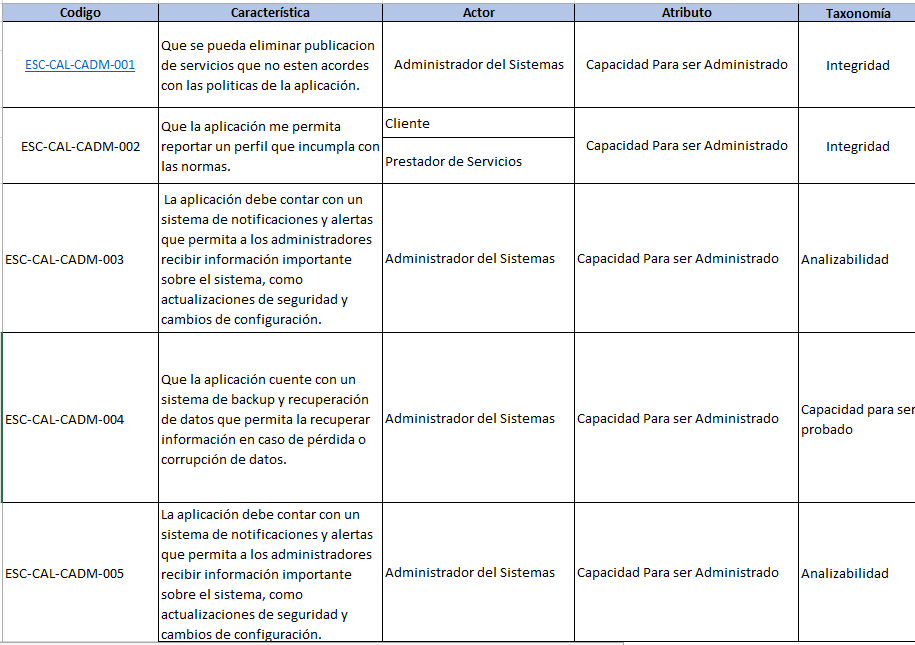 Codigo
Característica
Actor
Atributo
Taxonomía
ESC-CAL-CADM-001
Que se pueda eliminar publicacion
de servicios que no esten acordes
con las politicas de la aplicación.
Administrador del Sistemas
Capacidad Para ser Administrado
Integridad
ESC-CAL-CADM-002
Que la aplicación me permita
reportar un perfil que incumpla con
las normas.
Cliente
Prestador de Servicios
Capacidad Para ser Administrado
Integridad
ESC-CAL-CADM-003
La aplicación debe contar con un
sistema de notificaciones y alertas
que permita a los administradores
recibir información importante
sobre el sistema, como
actualizaciones de seguridad y
cambios de configuración.
Administrador del Sistemas
Capacidad Para ser Administrado
Analizabilidad
ESC-CAL-CADM-004
Que la aplicación cuente con un
sistema de backup y recuperación
de datos que permita la recuperar
información en caso de pérdida o
corrupción de datos.
Administrador del Sistemas
Capacidad Para ser Administrado
Capacidad para ser
probado
ESC-CAL-CADM-005
La aplicación debe contar con un
sistema de notificaciones y alertas
que permita a los administradores
recibir información importante
sobre el sistema, como
actualizaciones de seguridad y
cambios de configuración.
Administrador del Sistemas
Capacidad Para ser Administrado
Analizabilidad